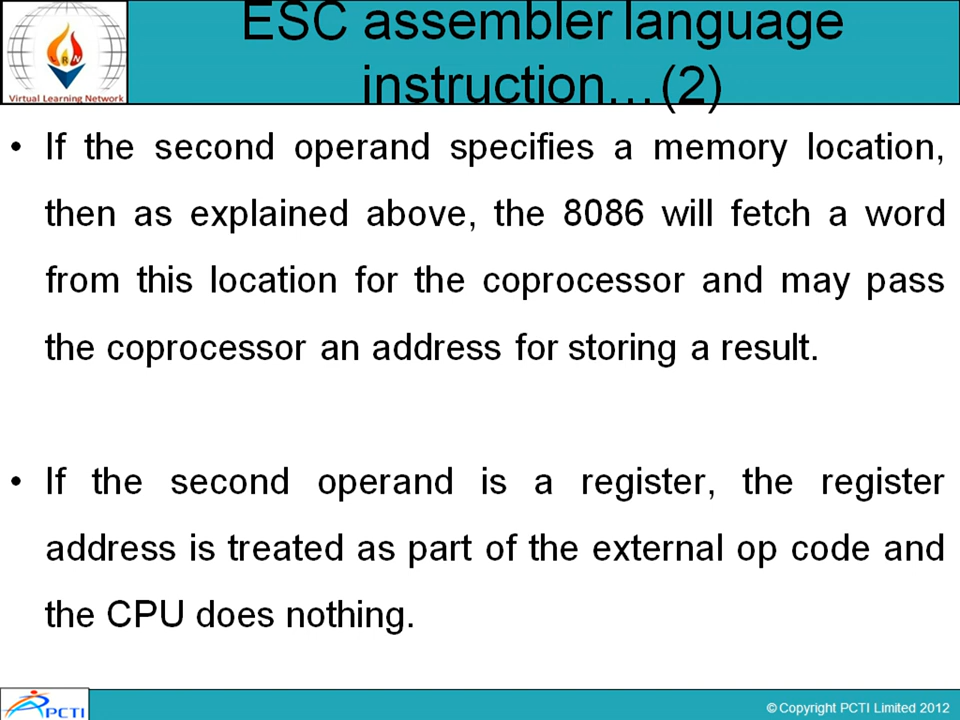 ESC assembler language
instruction…(2)
RN
Virtual Learning Network
• If the second operand specifies a memory location,
then as explained above, the 8086 will fetch a word
from this location for the coprocessor and may pass
the coprocessor an address for storing a result.
• If the second operand is a register, the register
address is treated as part of the external op code and
the CPU does nothing.
PCTI
© Copyright PCTI Limited 2012